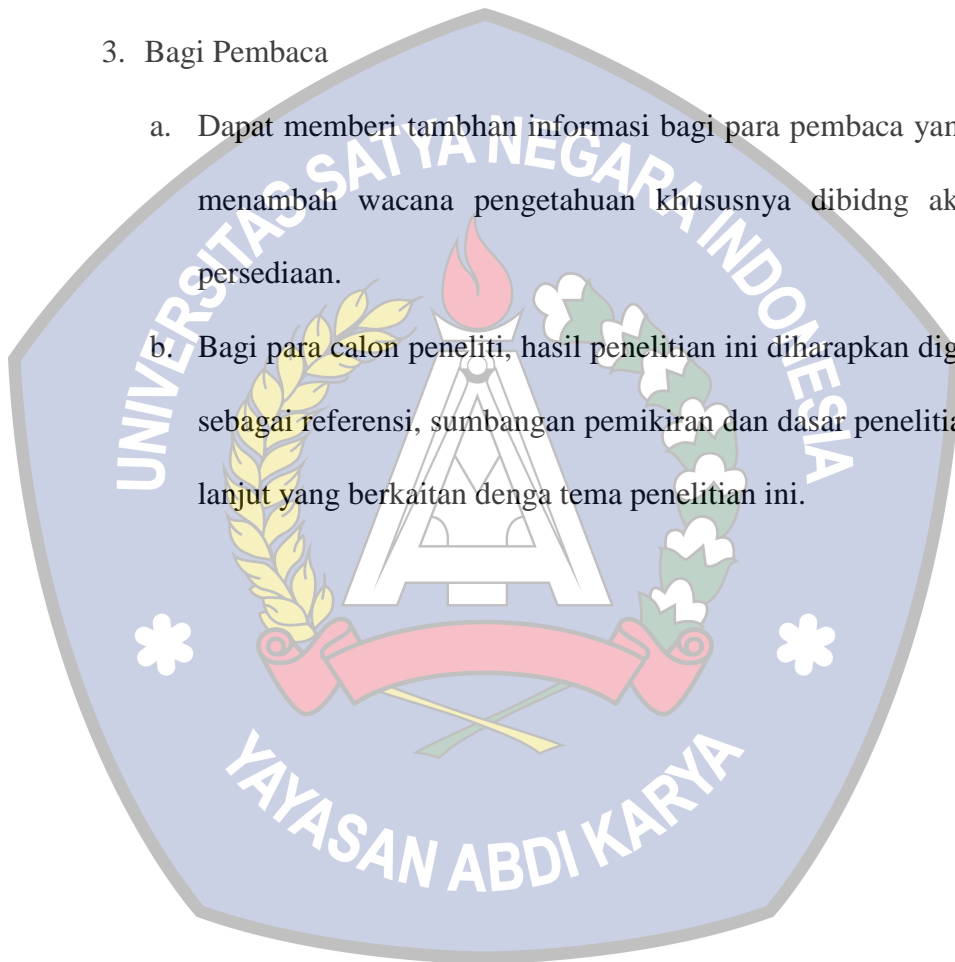 3. Bagi Pembaca
a. Dapat memberi tambhan informasi bagi para pembaca yan
menambah wacana pengetahuan khususnya dibidng ak
persediaan.
b. Bagi para calon peneliti, hasil penelitian ini diharapkan dig
sebagai referensi, sumbangan pemikiran dan dasar penelitia
lanjut yang berkaitan denga tema penelitian ini.
UNIVERSITAS SATYA NEGARA INDONESIA
YAYASAN ABDI KARYA